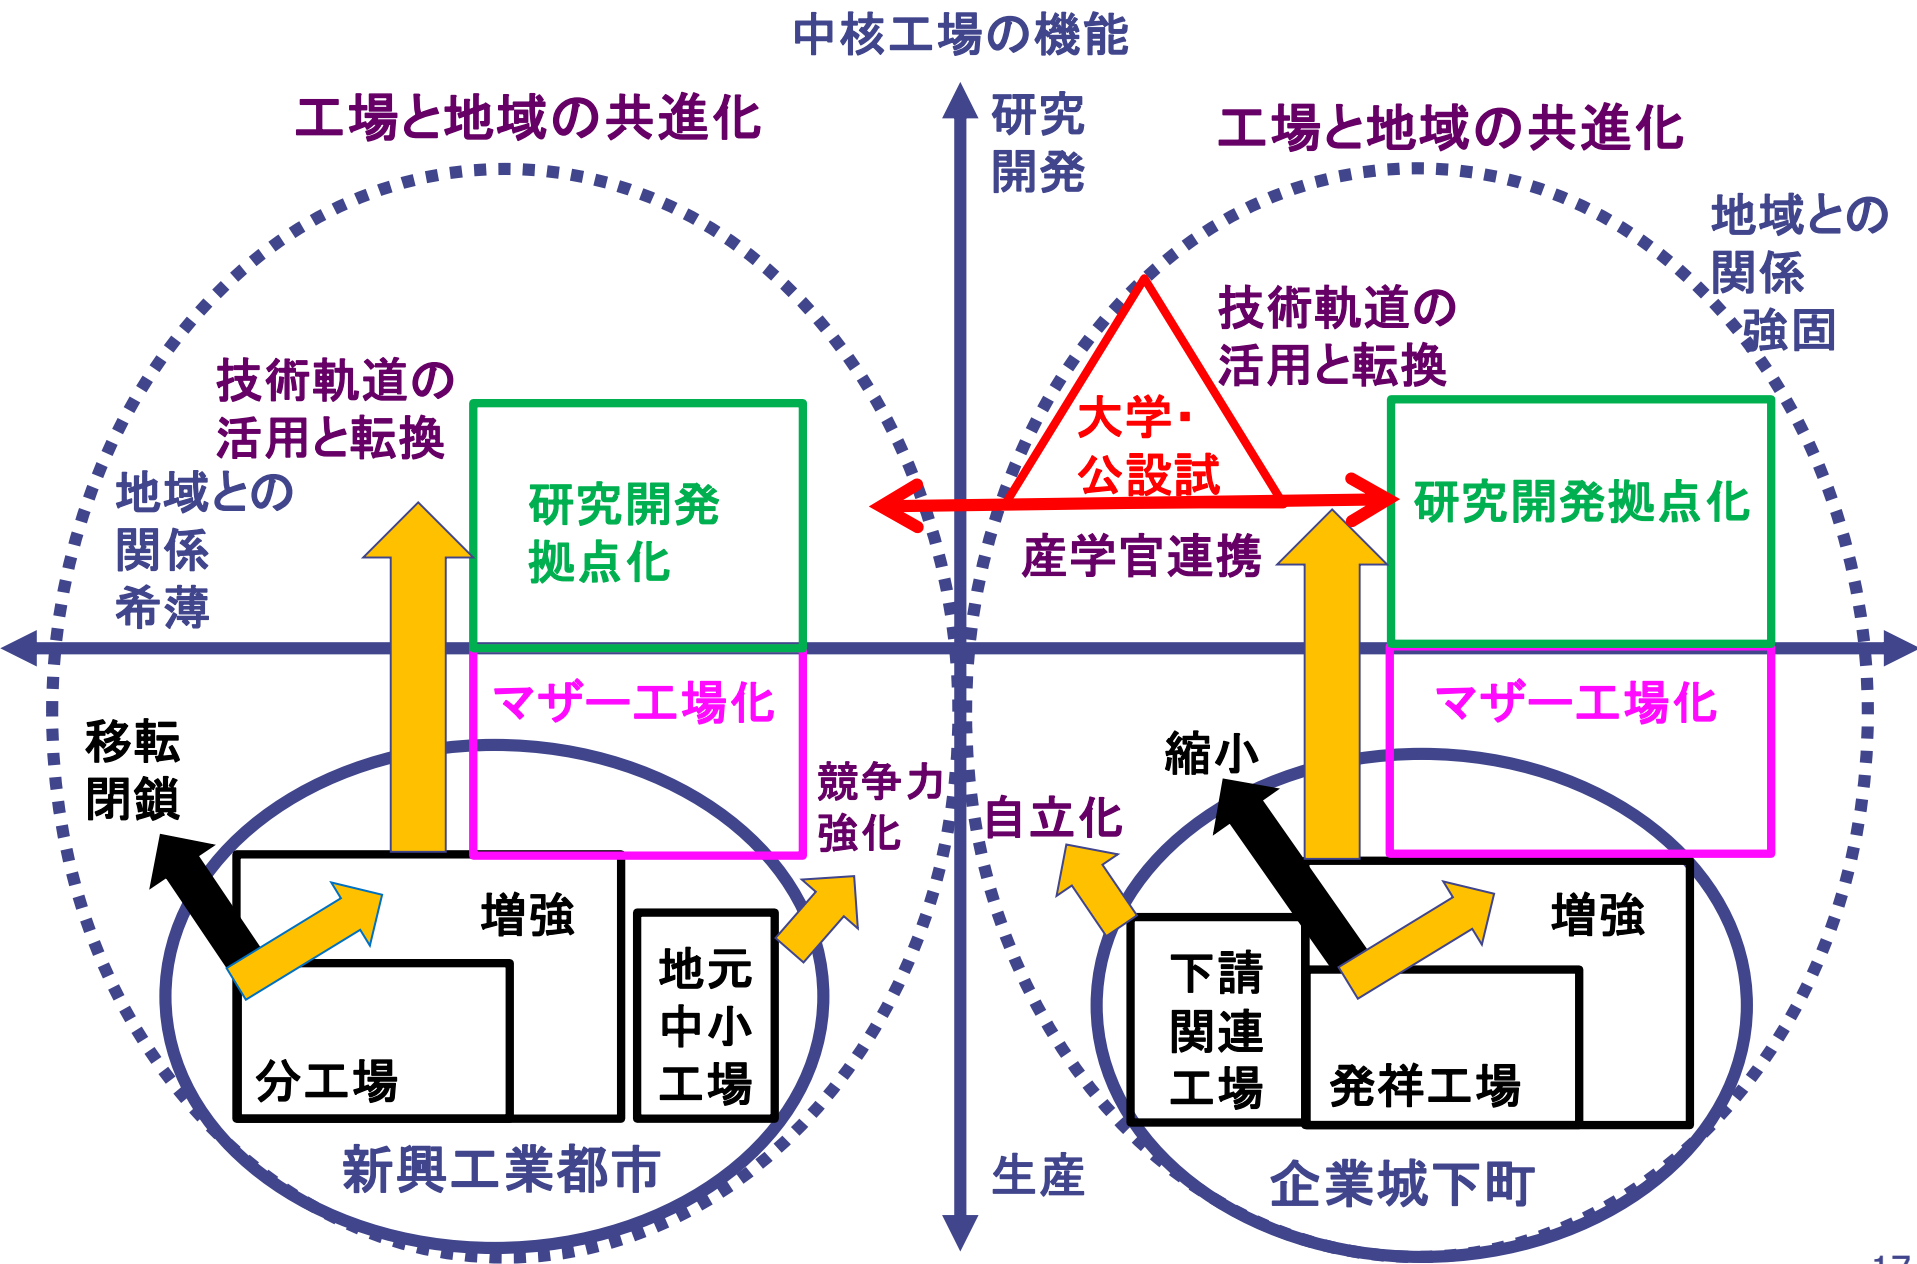 中核工場の機能
工場と地域の共進化
研究
開発
工場と地域の共進化
地域との
関係
強固
技術軌道の
活用と転換
技術軌道の
活用と転換
大学・
公設試
地域との
関係
希薄
研究開発
拠点化
研究開発拠点化
産学官連携
マザー工場化
マザー工場化
移転
閉鎖
縮小
競争力
強化
自立化
増強
増強
地元
中小
工場
下請
関連
工場
分工場
発祥工場
新興工業都市
生産
企業城下町
17